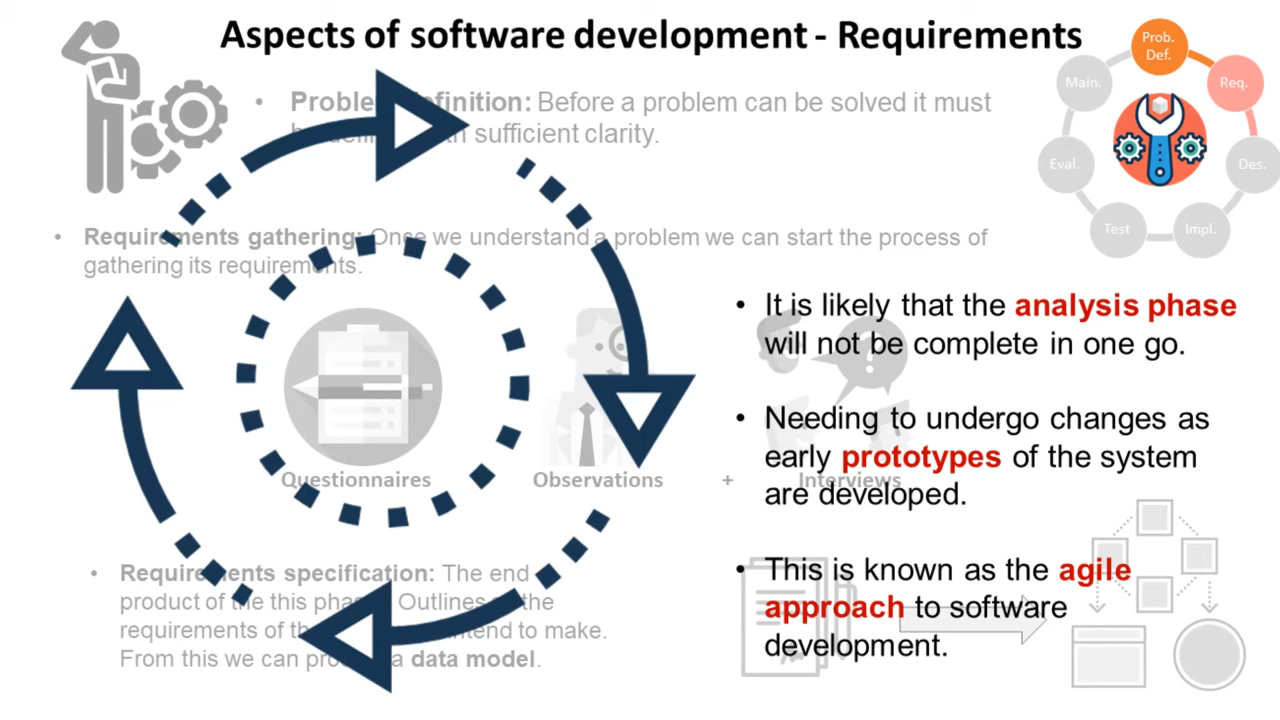 Aspects of software development - Requirements
Prob.
Def.
Main.
Req.
Eval.
Des.
Test
Impl.
• Problem definition: Before a problem can be solved it must
sufficient clarity.
• Requirements gathering: Once we understand a problem we can start the process of
gathering its requirements.
• It is likely that the analysis phase
will not be complete in one go.
• Needing to undergo changes as
early prototypes of the system
are developed.
• This is known as the agile
approach to software
development.
Questionnaires
Observations
+
Interviews
• Requirements specification: The end
product of the this phase. Outlines the
requirements of to make.
From this we can a data model.